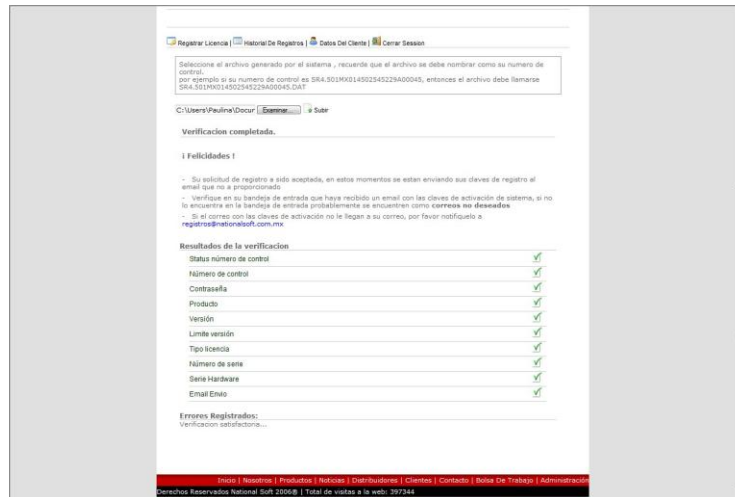 Registrar Licencia | Historial De Registros | Datos Del Cliente | Cerrar Session
Seleccione el archivo generado por el sistema , recuerde que el archivo se debe nombrar como su numero de
control.
por ejemplo si su numero de control es SR4.501MX014502545229A00045, entonces el archivo debe llamarse
SR4.501MX014502545229A00045.DAT
C:\Users\Paulina\Docur Examinar... Subir
Verificacion completada.
¡ Felicidades !
- Su solicitud de registro a sido aceptada, en estos momentos se estan enviando sus claves de registro al
email que no a proporcionado
- Verifique en su bandeja de entrada que haya recibido un email con las claves de activación de sistema, si no
lo encuentra en la bandeja de entrada probablemente se encuentren como correos no deseados
- Si el correo con las claves de activación no le llegan a su correo, por favor notifiquelo a
registros@nationalsoft.com.mx
Resultados de la verificacion
Status número de control
Número de control
Contraseña
Producto
Versión
Limite versión
Tipo licencia
Número de serie
Serie Hardware
Email Envio
Errores Registrados:
Verificacion satisfactoria...
Inicio | Nosotros | Productos | Noticias | Distribuidores | Clientes | Contacto | Bolsa De Trabajo | Administración
Derechos Reservados National Soft 2006® | Total de visitas a la web: 397344